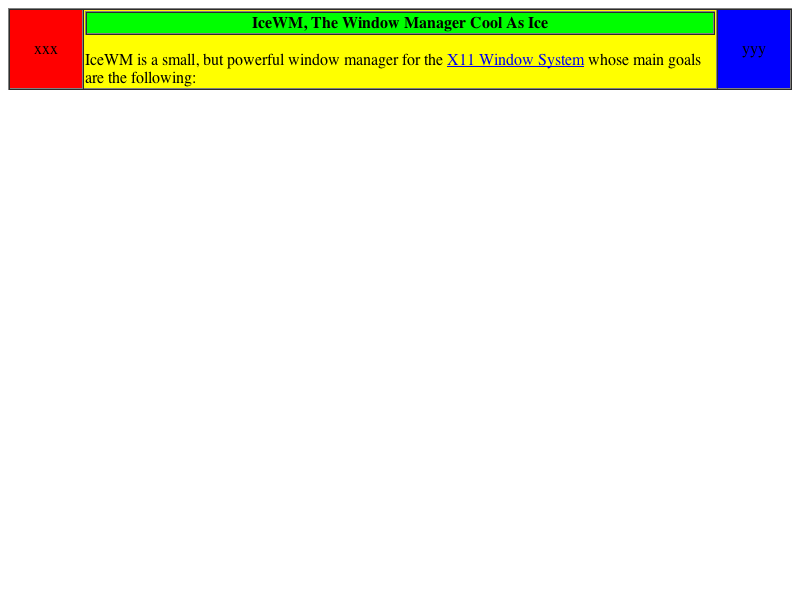 IceWM, The Window Manager Cool As Ice
xxx
IceWM is a small, but powerful window manager for the X11 Window System whose main goals
are the following:
yyy